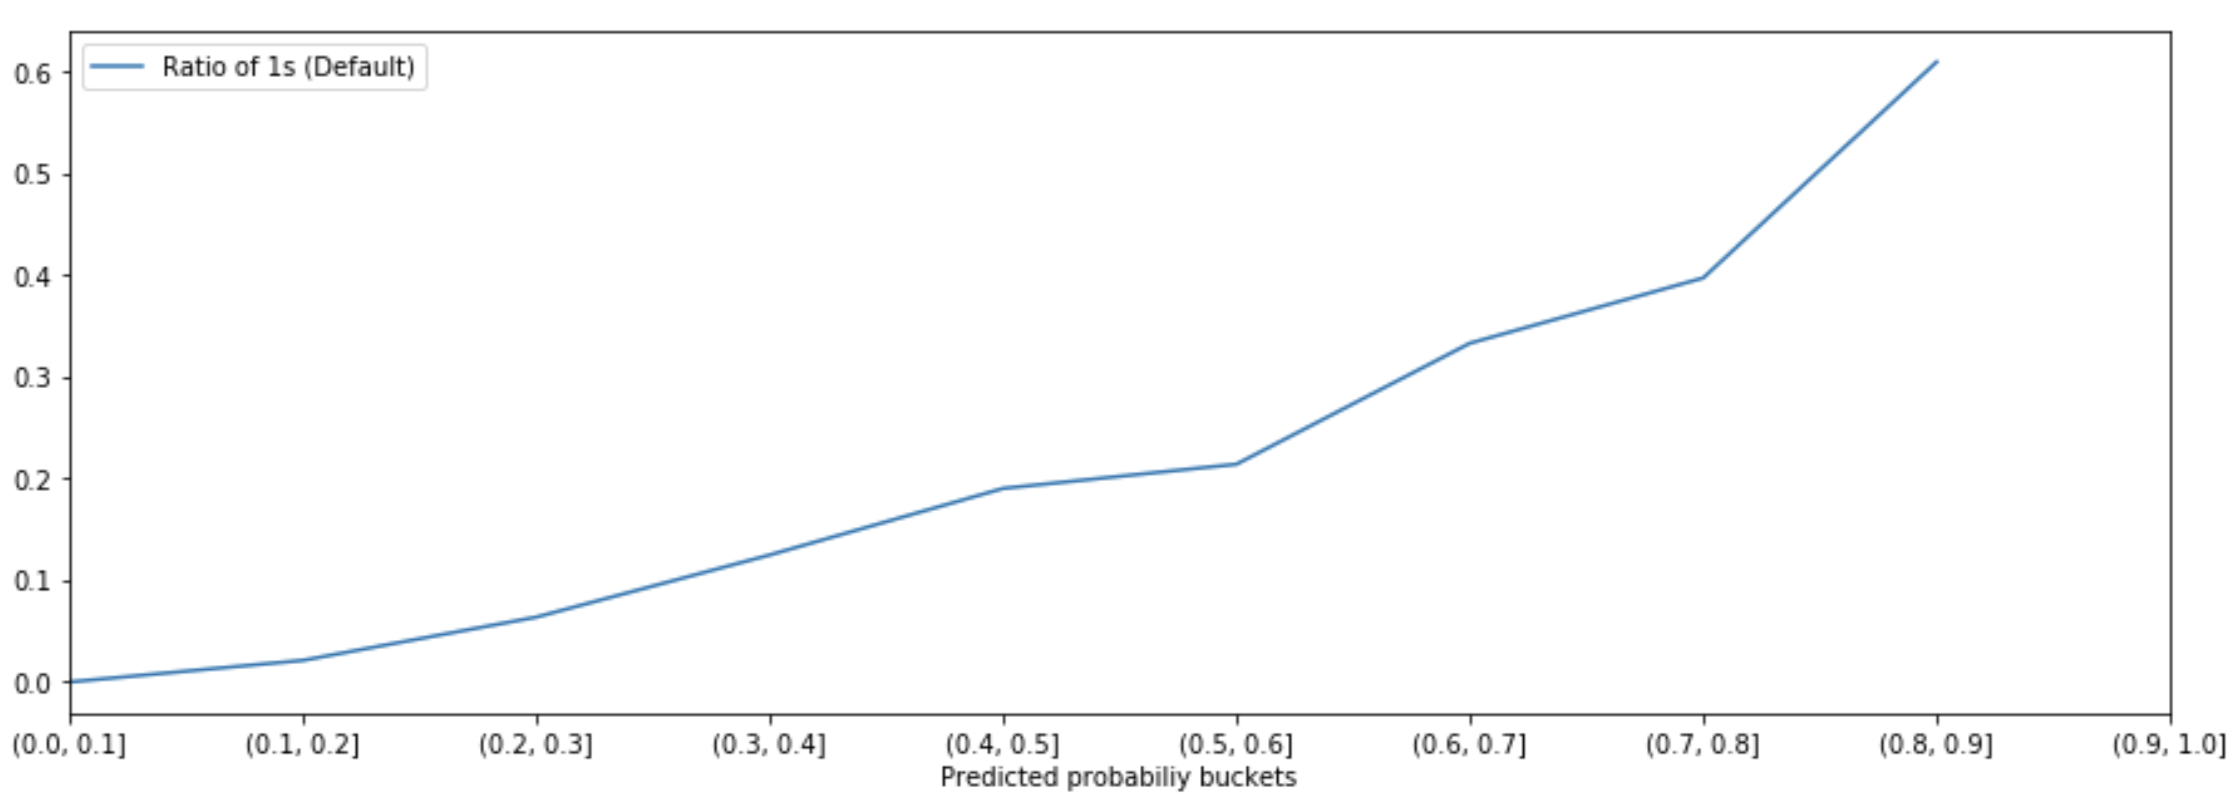 Ratio of 1s (Default)
0.6
0.5
0.4
0.3
0.2
0.1
0.0
(0.0, 0.1] (0.1, 0.2] (0.2, 0.3] (0.3, 0.4] (0.4, 0.5] (0.5, 0.6] (0.6, 0.7] (0.7, 0.8] (0.8, 0.9] (0.9, 1.0]
Predicted probabiliy buckets